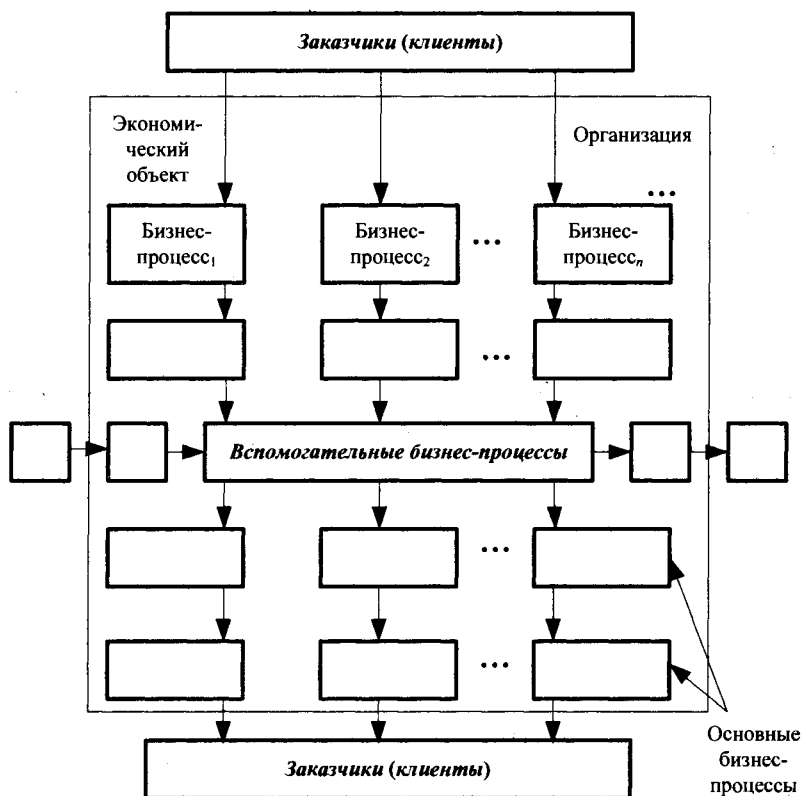 Заказчики (клиенты)
Экономи-
ческий
объект
Организация
...
Бизнес-
процесс₁
Бизнес-
процесс₂
...
Бизнес-
процессₙ
...
Вспомогательные бизнес-процессы
...
...
Основные
бизнес-
процессы
Заказчики (клиенты)